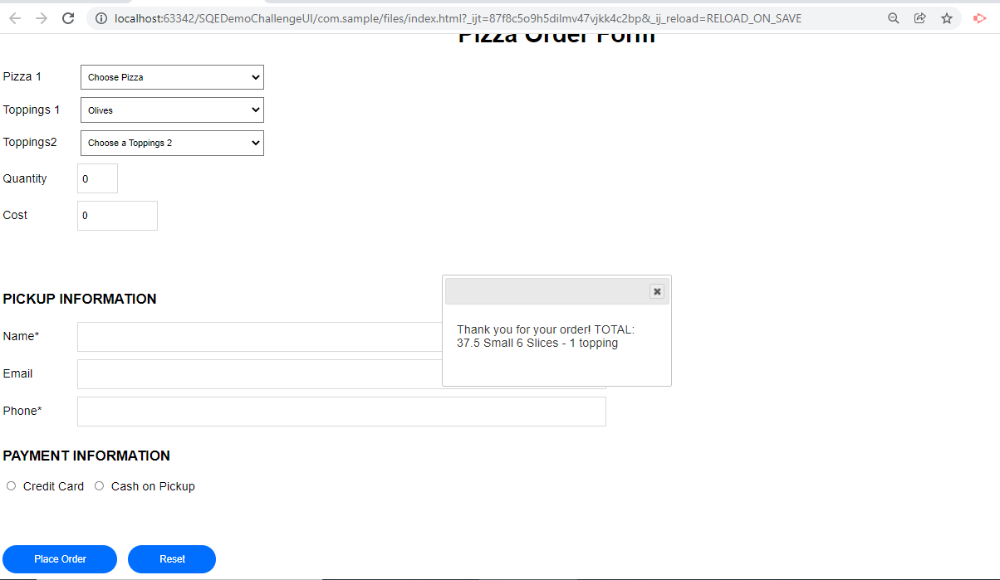 localhost:63342/SQEDemoChallengeUI/com.sample/files/index.html?_ijt=87f8c5o9h5dilmv47vjkk4c2bp&_ij_reload=RELOAD_ON_SAVE
Pizza Order Form
Pizza 1 Choose Pizza
Toppings 1 Olives
Toppings2 Choose a Toppings 2
Quantity 0
Cost 0
PICKUP INFORMATION
Name*
Email
Phone*
Thank you for your order! TOTAL:
37.5 Small 6 Slices - 1 topping
PAYMENT INFORMATION
Credit Card Cash on Pickup
Place Order Reset